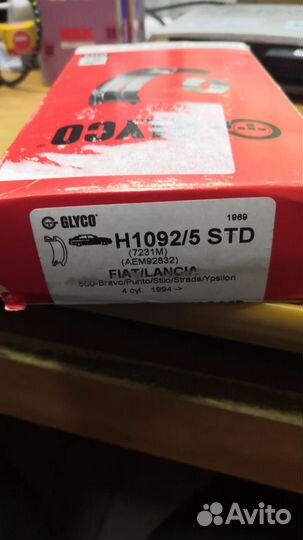 GLYCO
GLYCO
1969
H1092/5 STD
(7231M)
(AEM92832)
FIAT/LANCIA
500-Bravo/Punto/Stilo/Strada/Ypsilon
4 cyl. 1994 ->
Avito